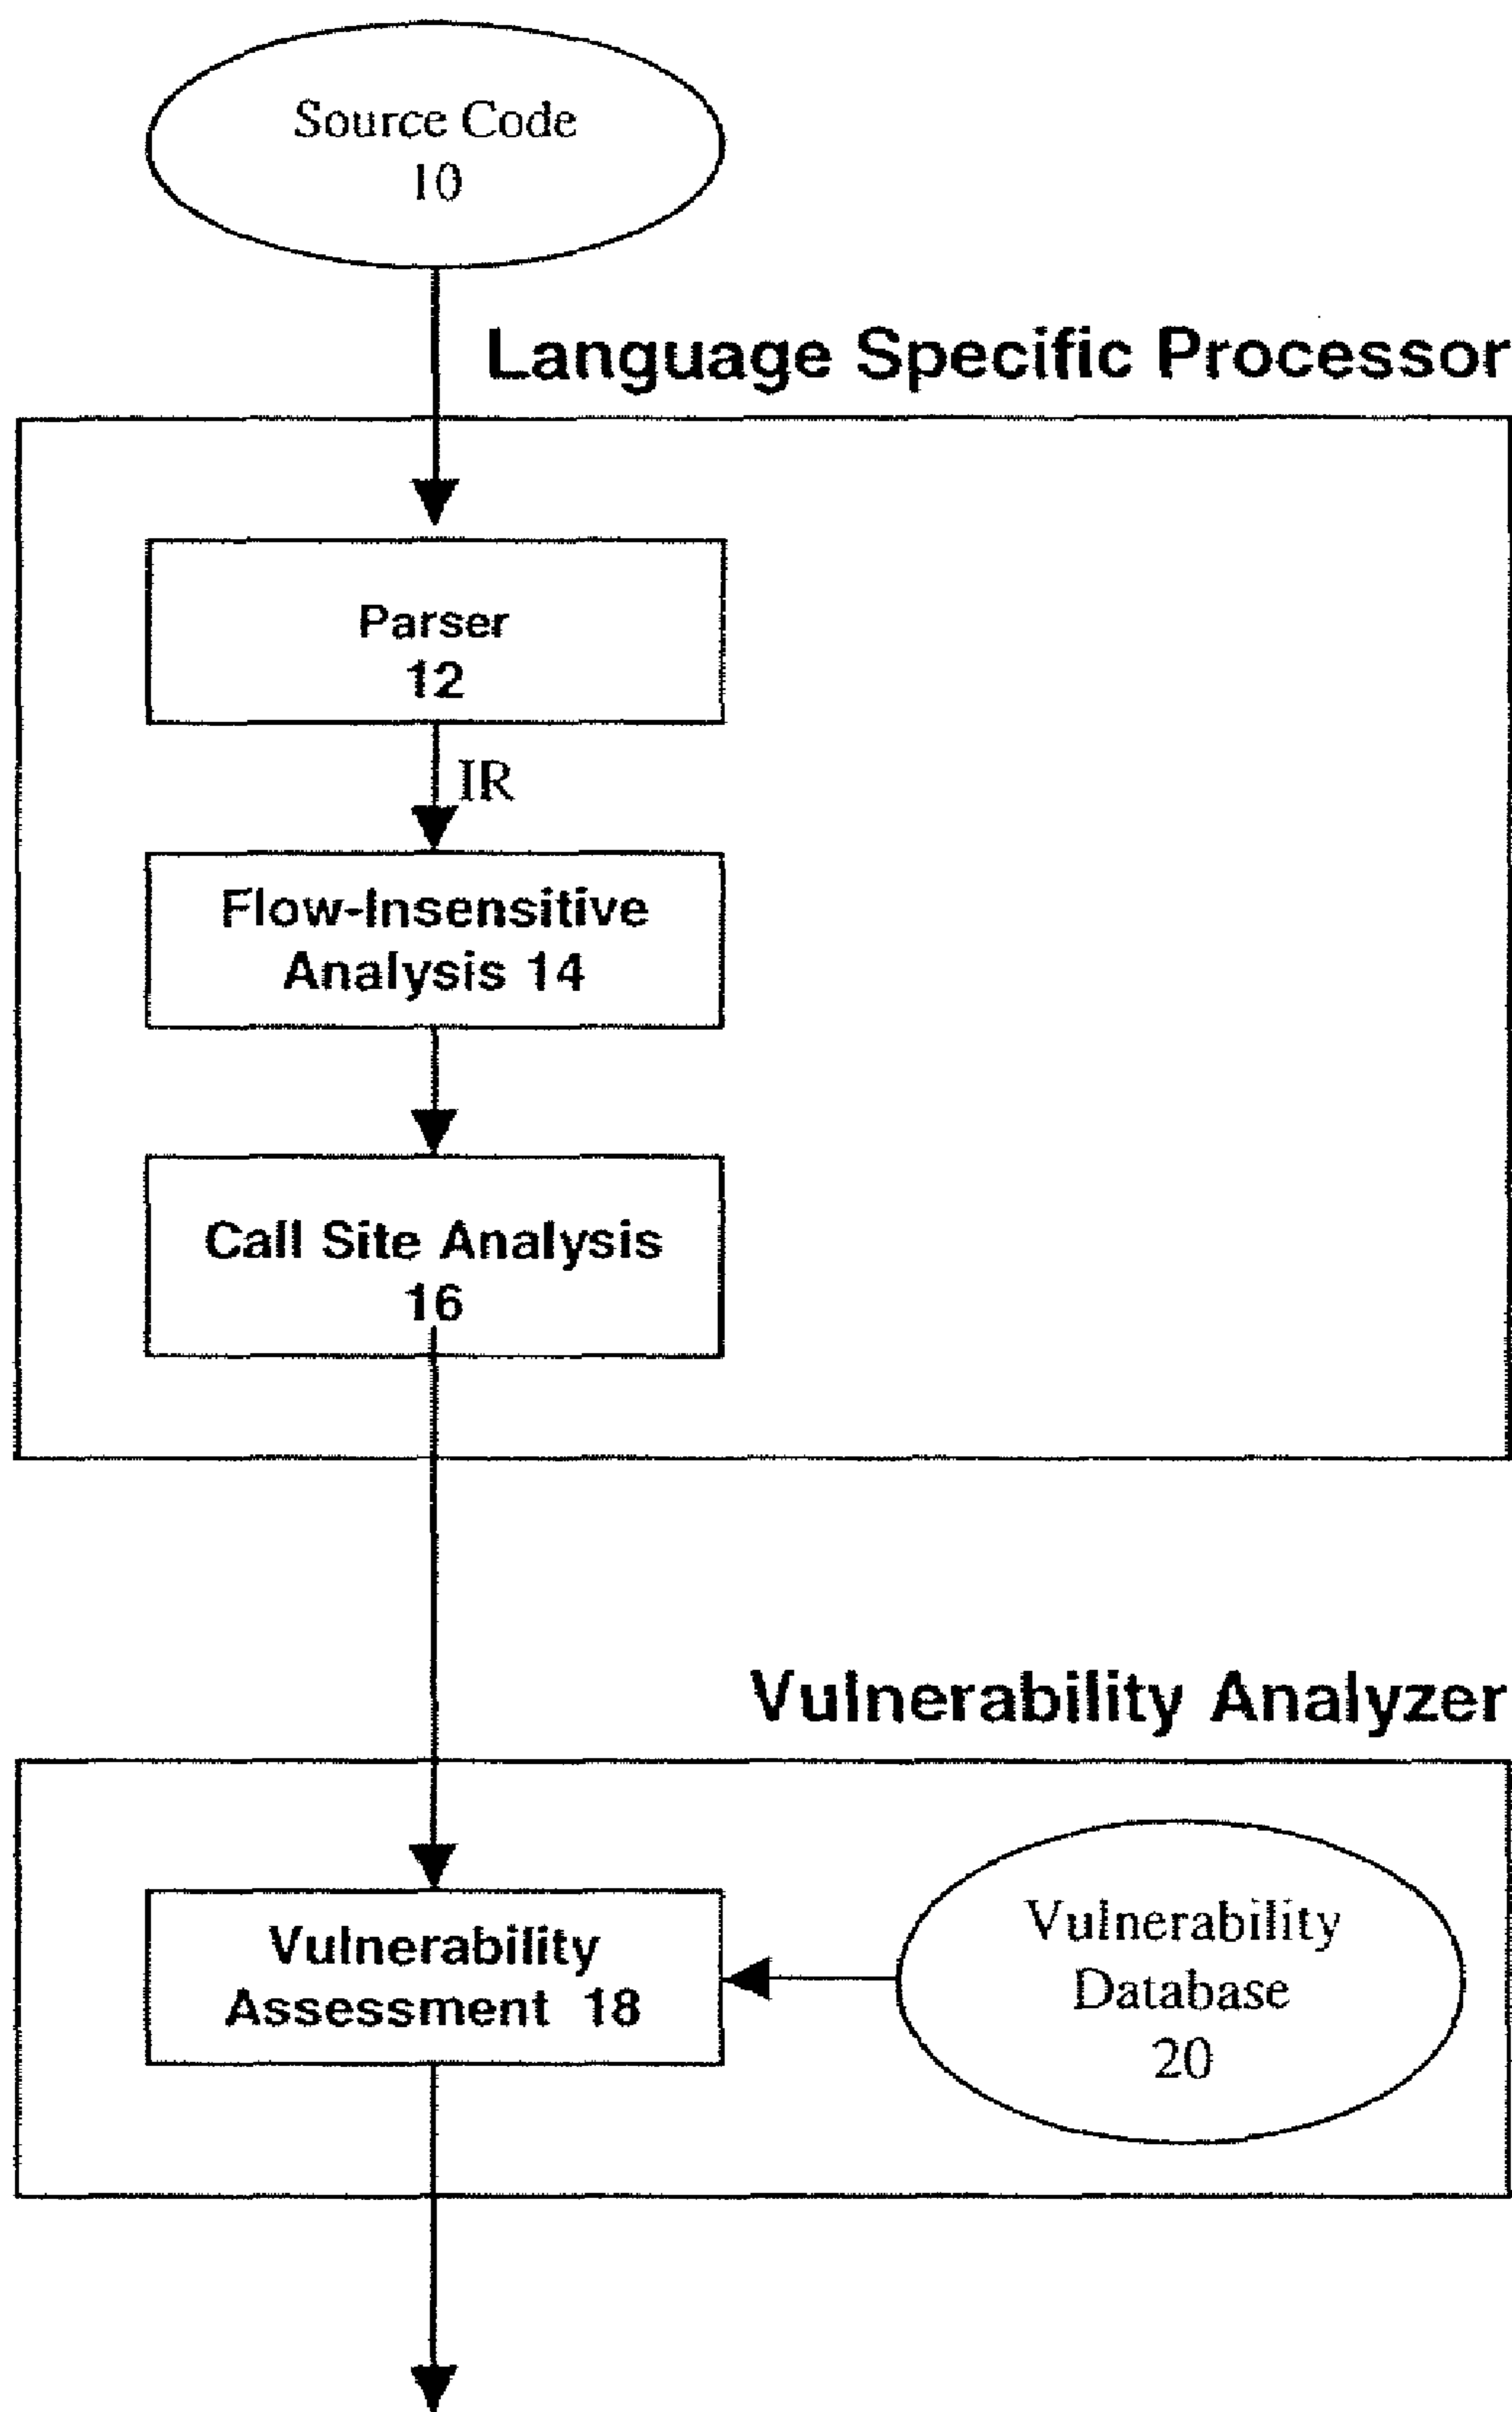 Source Code
10
Language Specific Processor
Parser
12
IR
Flow-Insensitive
Analysis 14
Call Site Analysis
16
Vulnerability Analyzer
Vulnerability
Assessment 18
Vulnerability
Database
20